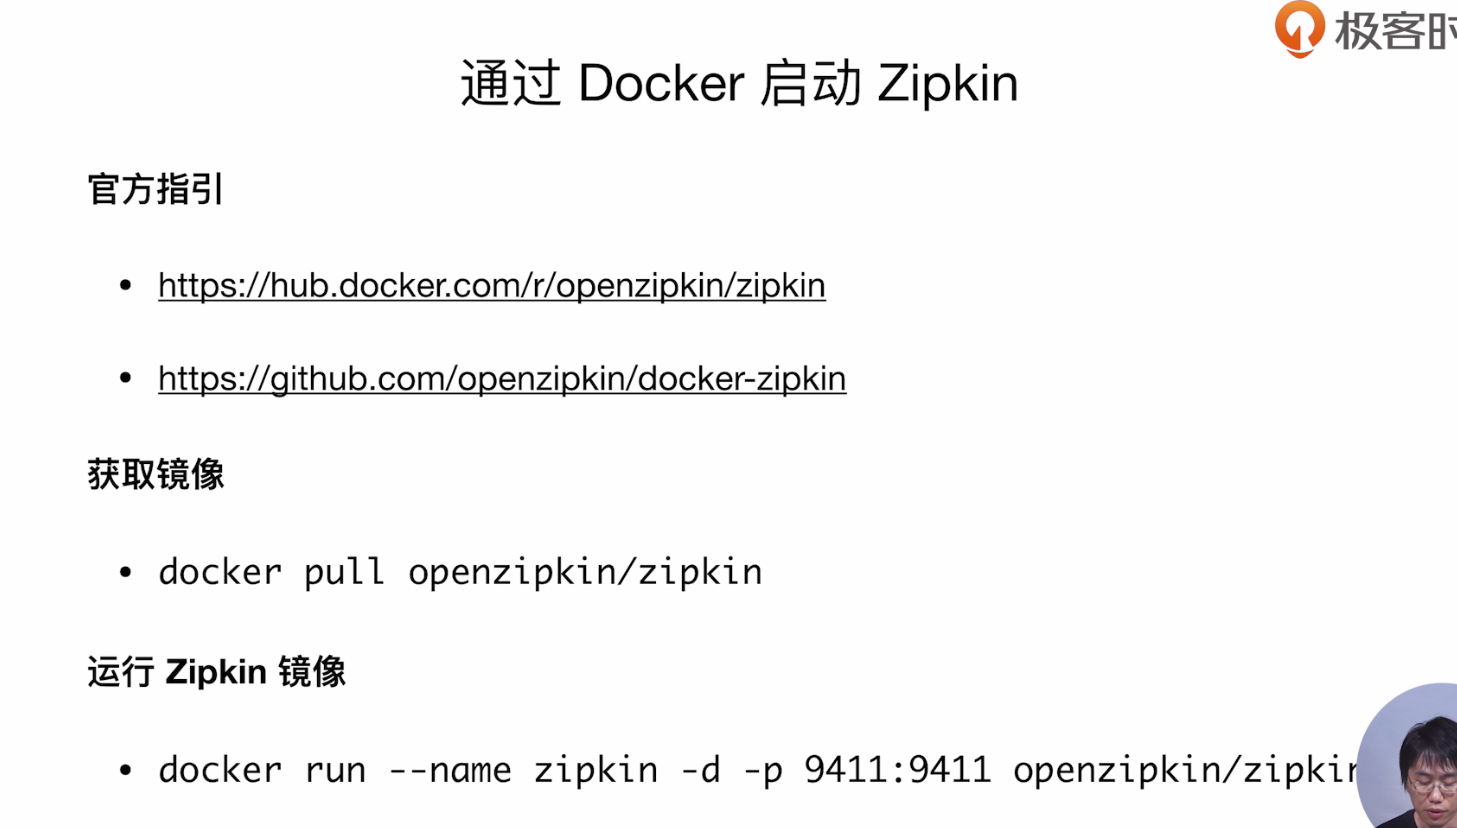 极客时
通过 Docker 启动 Zipkin
官方指引
• https://hub.docker.com/r/openzipkin/zipkin
• https://github.com/openzipkin/docker-zipkin
获取镜像
• docker pull openzipkin/zipkin
运行 Zipkin 镜像
• docker run --name zipkin -d -p 9411:9411 openzipkin/zipkin